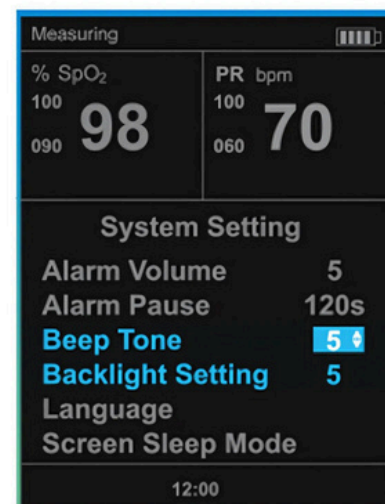 Measuring
% SpO₂
100
090
98
PR bpm
100
060
70
System Setting
Alarm Volume 5
Alarm Pause 120s
Beep Tone 5
Backlight Setting 5
Language
Screen Sleep Mode
12:00